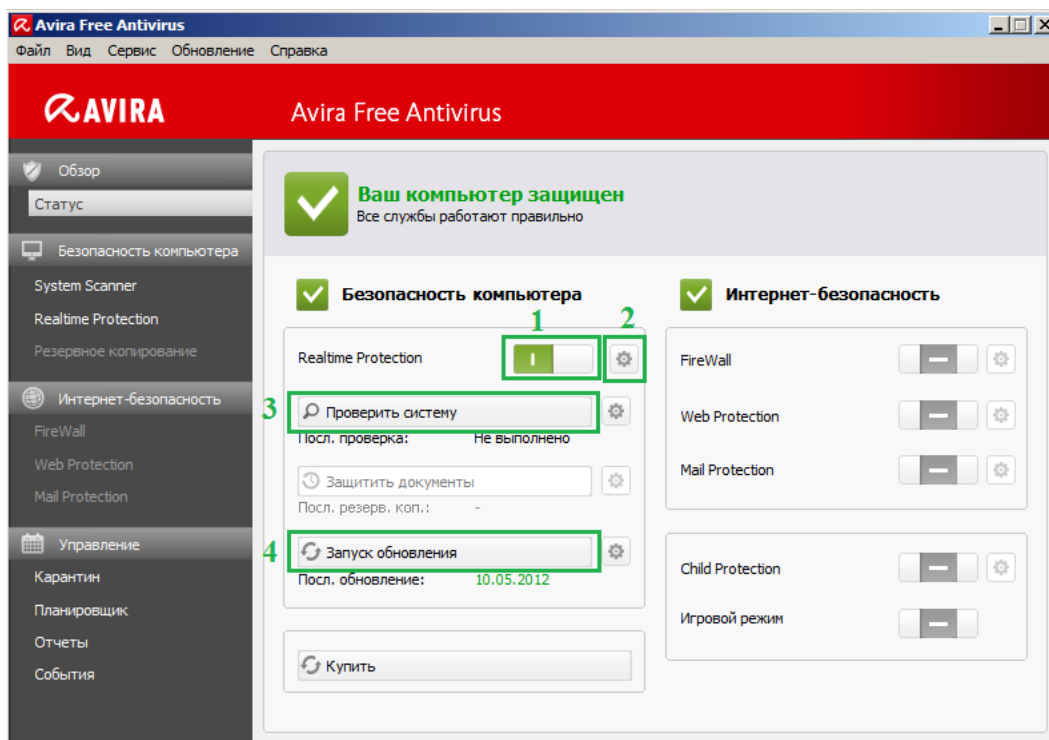 Avira Free Antivirus
Файл Вид Сервис Обновление Справка
AVIRA
Avira Free Antivirus
Обзор
Статус
Безопасность компьютера
System Scanner
Realtime Protection
Резервное копирование
Интернет-безопасность
FireWall
Web Protection
Mail Protection
Управление
Карантин
Планировщик
Отчеты
События
Ваш компьютер защищен
Все службы работают правильно
Безопасность компьютера
1 2
Realtime Protection
3 Проверить систему
Посл. проверка: Не выполнено
Защитить документы
Посл. резерв. коп.: -
4 Запуск обновления
Посл. обновление: 10.05.2012
Купить
Интернет-безопасность
FireWall
Web Protection
Mail Protection
Child Protection
Игровой режим